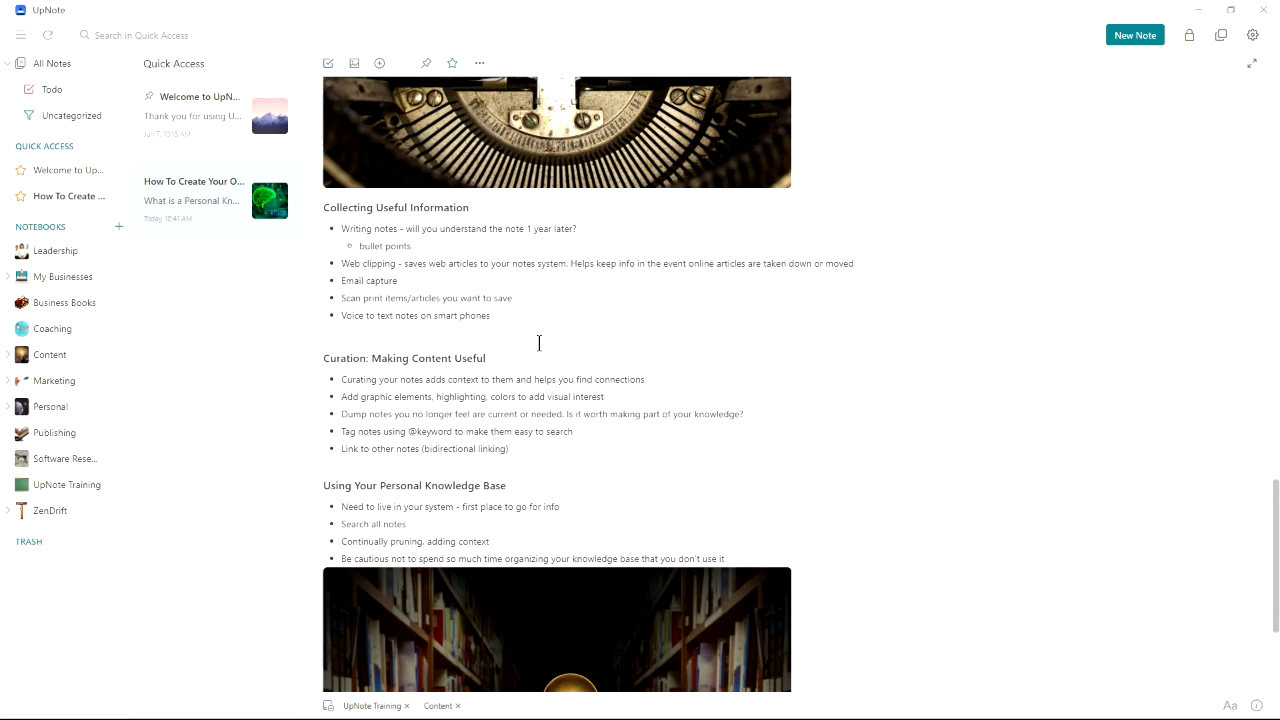 UpNote
Search in Quick Access
New Note
All Notes
Todo
Uncategorized
QUICK ACCESS
Welcome to Up...
How To Create ...
NOTEBOOKS
Leadership
My Businesses
Business Books
Coaching
Content
Marketing
Personal
Publishing
Software Rese...
UpNote Training
ZenDrift
TRASH
Quick Access
Welcome to UpN...
Thank you for using U...
Jun 7, 10:18 AM
How To Create Your O...
What is a Personal Kn...
Today, 10:41 AM
Collecting Useful Information
• Writing notes - will you understand the note 1 year later?
◦ bullet points
• Web clipping - saves web articles to your notes system. Helps keep info in the event online articles are taken down or moved
• Email capture
• Scan print items/articles you want to save
• Voice to text notes on smart phones
Curation: Making Content Useful
• Curating your notes adds context to them and helps you find connections
• Add graphic elements, highlighting, colors to add visual interest
• Dump notes you no longer feel are current or needed. Is it worth making part of your knowledge?
• Tag notes using @keyword to make them easy to search
• Link to other notes (bidirectional linking)
Using Your Personal Knowledge Base
• Need to live in your system - first place to go for info
• Search all notes
• Continually pruning, adding context
• Be cautious not to spend so much time organizing your knowledge base that you don't use it
UpNote Training × Content ×
Aa